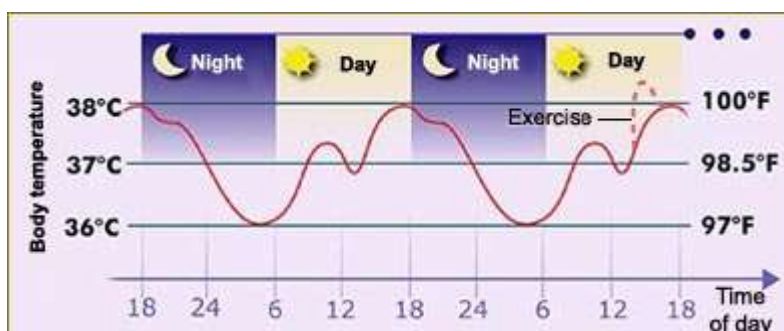 Night Day Night Day
38°C 100°F
Exercise
37°C 98.5°F
36°C 97°F
Body temperature
18 24 6 12 18 24 6 12 18
Time
of day